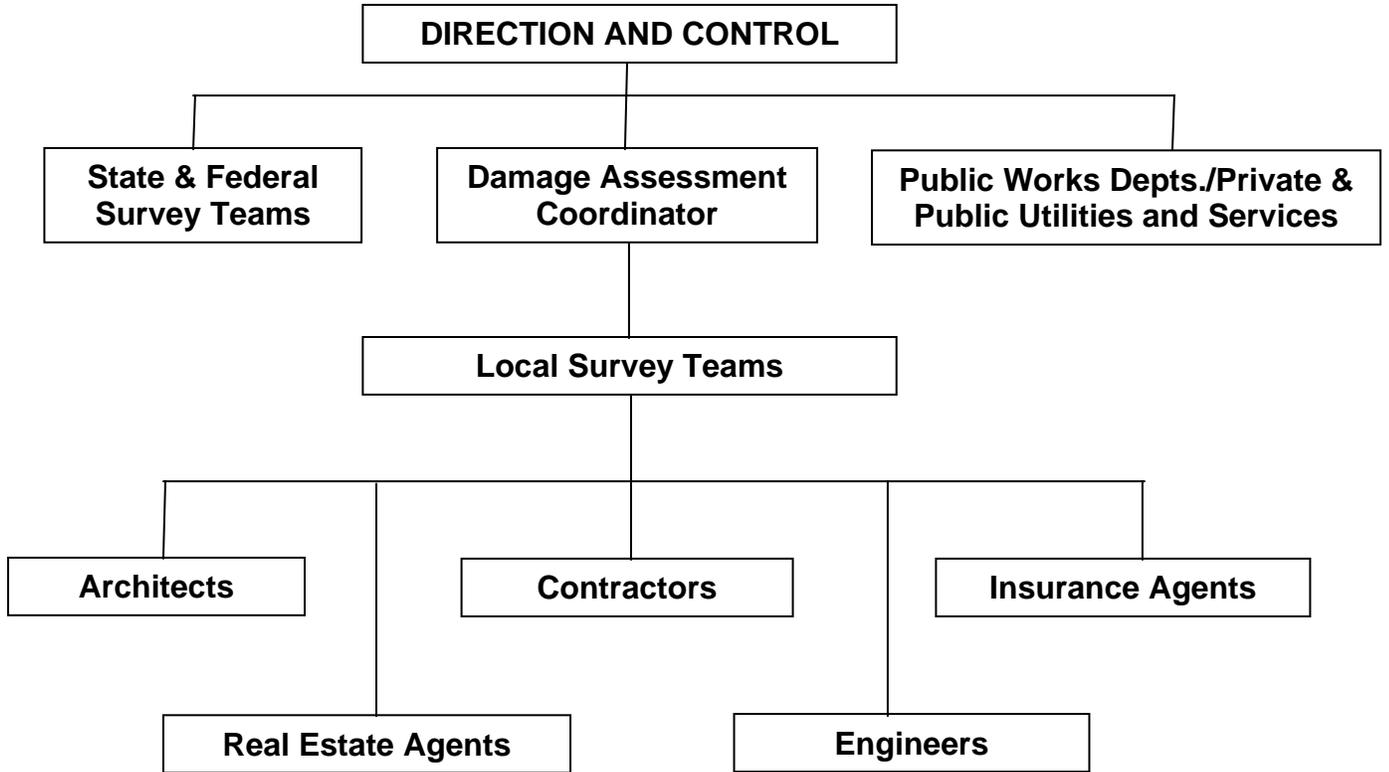 DIRECTION AND CONTROL
State & Federal
Survey Teams
Damage Assessment
Coordinator
Public Works Depts./Private &
Public Utilities and Services
Local Survey Teams
Architects
Contractors
Insurance Agents
Real Estate Agents
Engineers